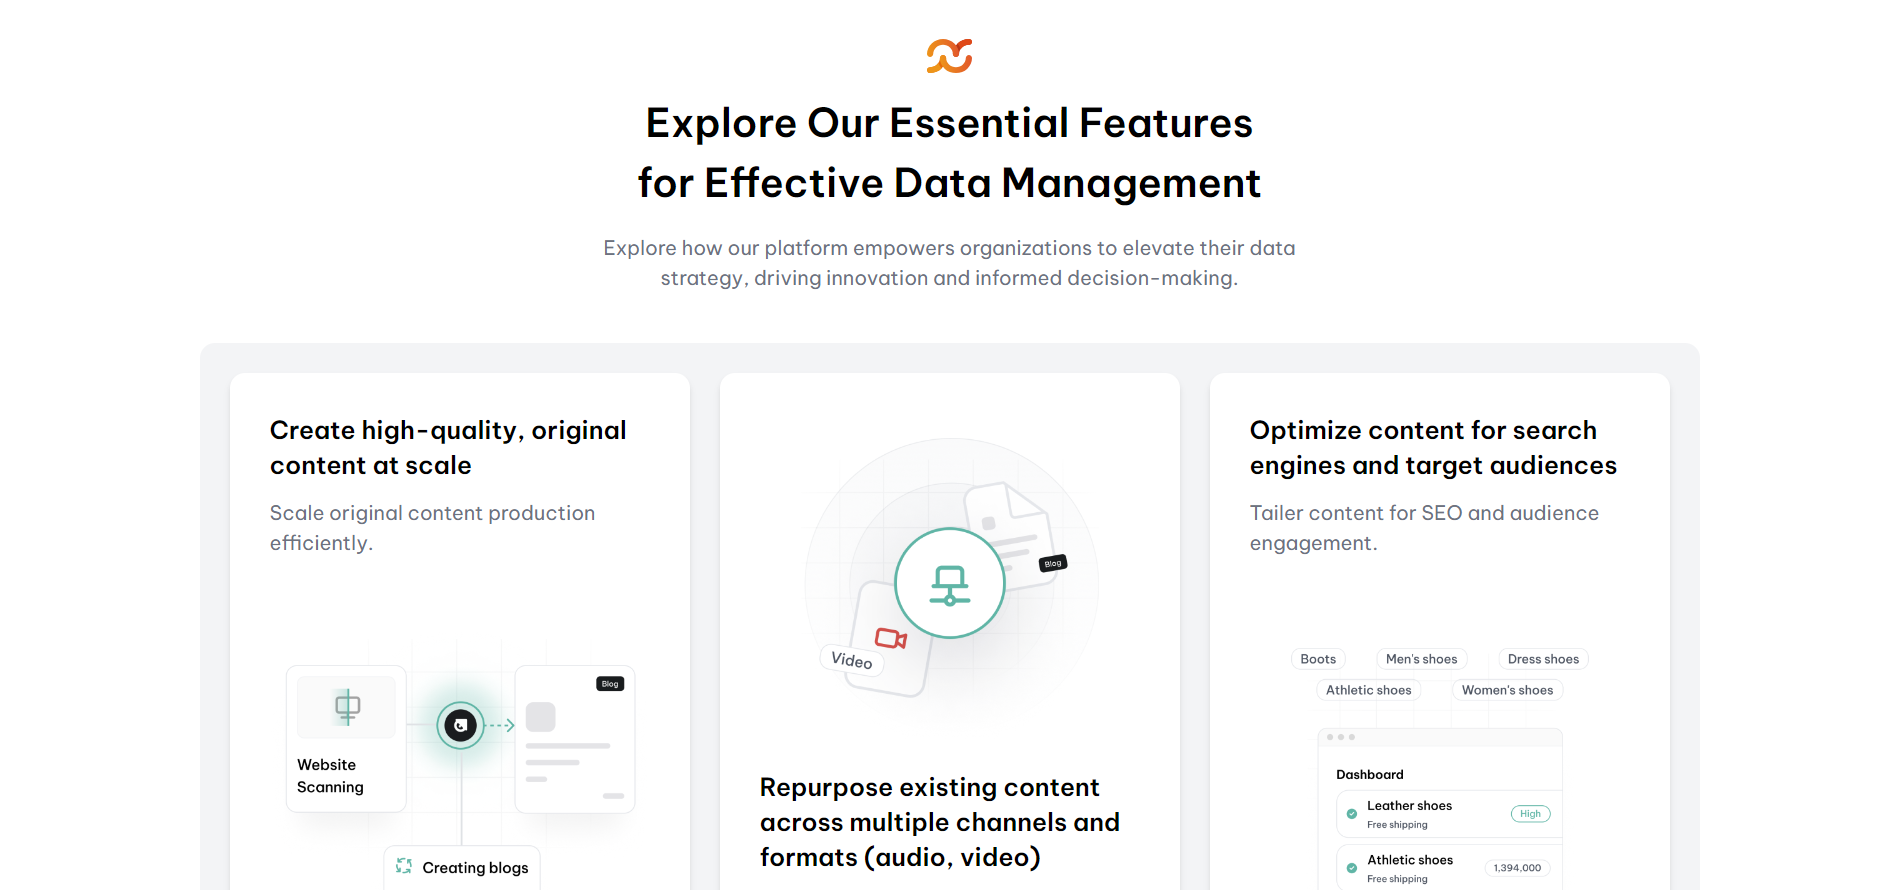 Explore Our Essential Features
for Effective Data Management
Explore how our platform empowers organizations to elevate their data
strategy, driving innovation and informed decision-making.
Create high-quality, original
content at scale
Scale original content production
efficiently.
Website
Scanning
Blog
Creating blogs
Blog
Video
Repurpose existing content
across multiple channels and
formats (audio, video)
Optimize content for search
engines and target audiences
Tailer content for SEO and audience
engagement.
Boots
Men's shoes
Dress shoes
Athletic shoes
Women's shoes
Dashboard
Leather shoes
Free shipping
High
Athletic shoes
Free shipping
1,394,000